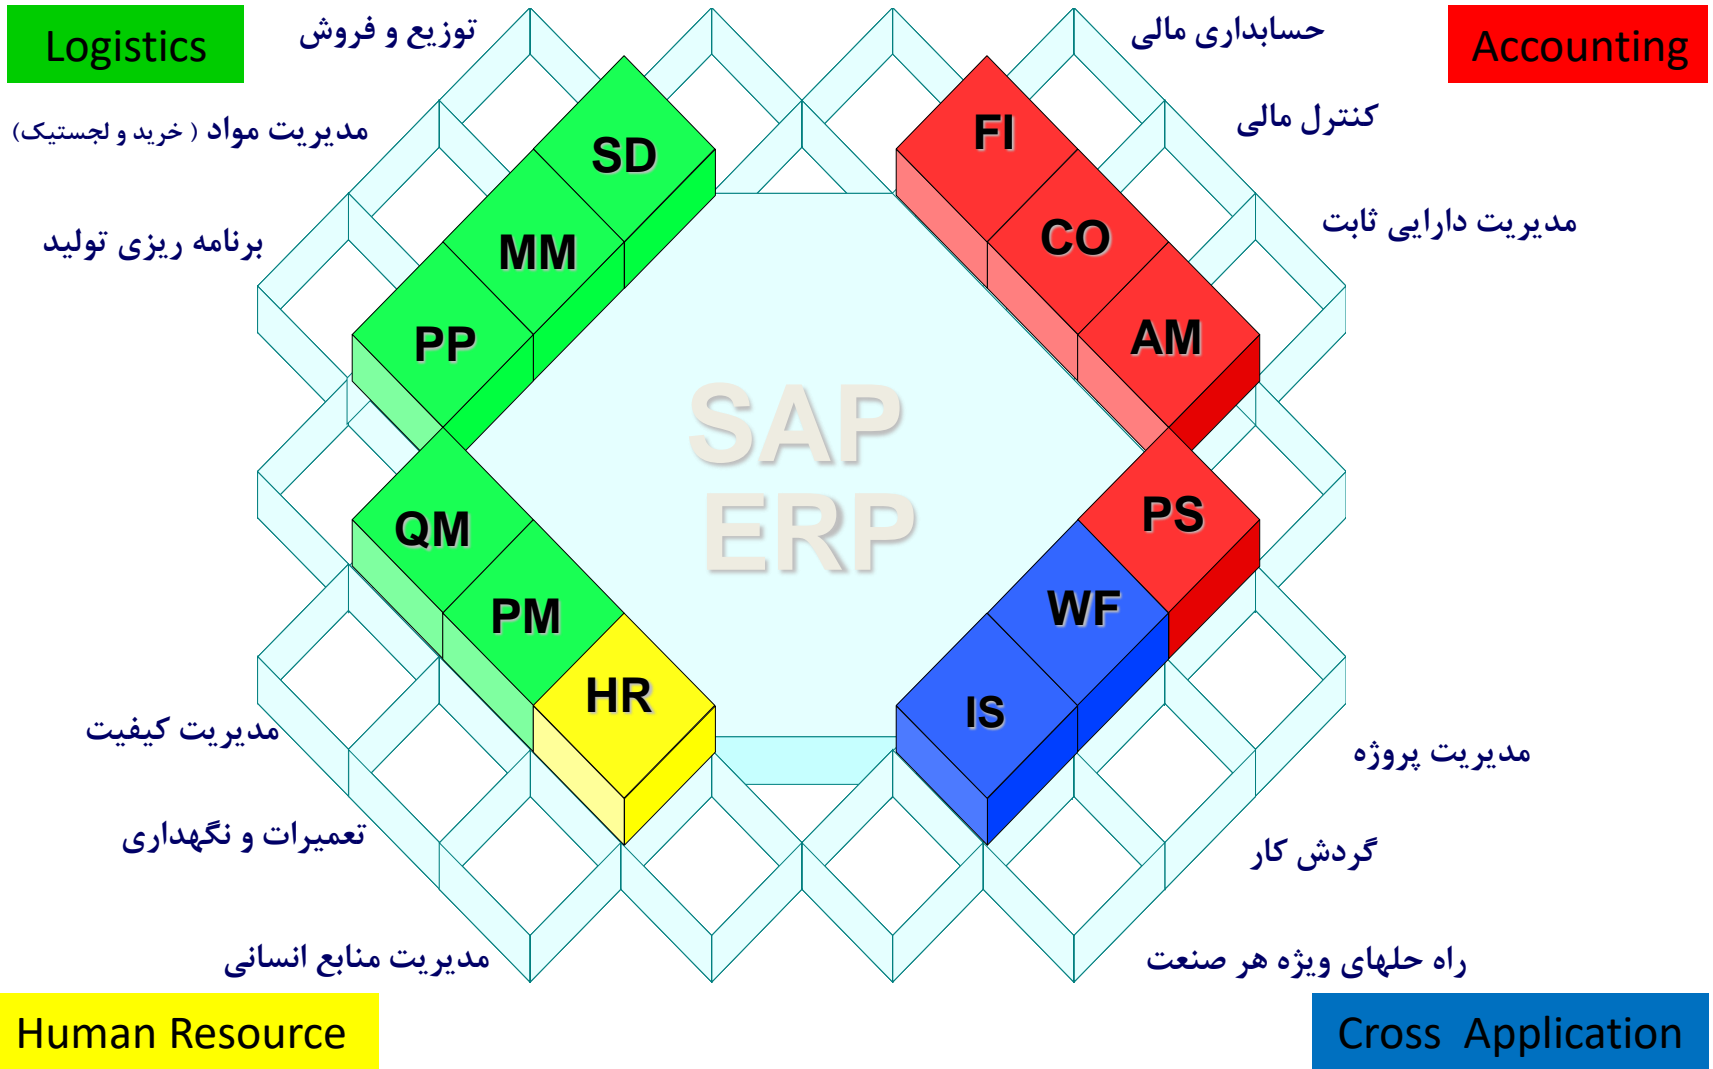 Logistics
توزیع و فروش
حسابداری مالی
Accounting
مدیریت مواد ( خرید و لجستیک)
کنترل مالی
SD
FI
برنامه ریزی تولید
مدیریت دارایی ثابت
MM
CO
PP
AM
SAP
ERP
QM
PS
PM
WF
HR
IS
مدیریت کیفیت
مدیریت پروژه
تعمیرات و نگهداری
گردش کار
مدیریت منابع انسانی
راه حلهای ویژه هر صنعت
Human Resource
Cross Application